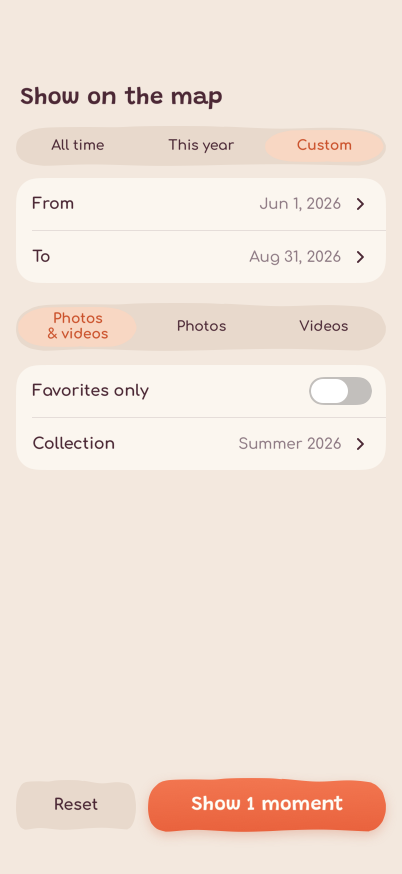 Show on the map
All time This year Custom
From Jun 1, 2026
To Aug 31, 2026
Photos
& videos
Photos
Videos
Favorites only
Collection Summer 2026
Reset Show 1 moment